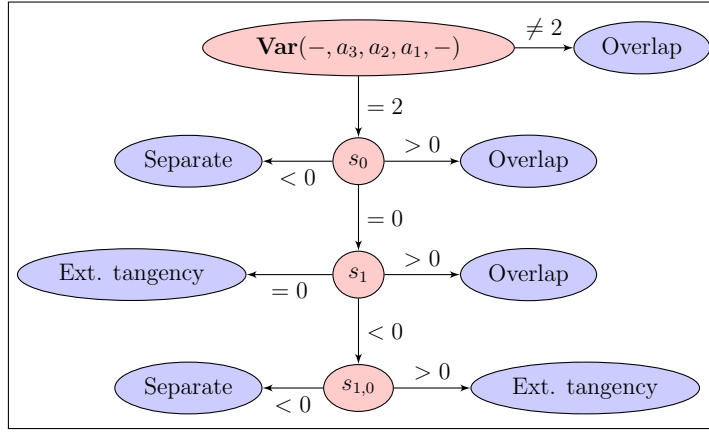 ≠ 2
Var(−, a₃, a₂, a₁, −)
Overlap
= 2
Separate
< 0
s₀
> 0
Overlap
= 0
Ext. tangency
= 0
s₁
> 0
Overlap
< 0
Separate
< 0
s₁,₀
> 0
Ext. tangency